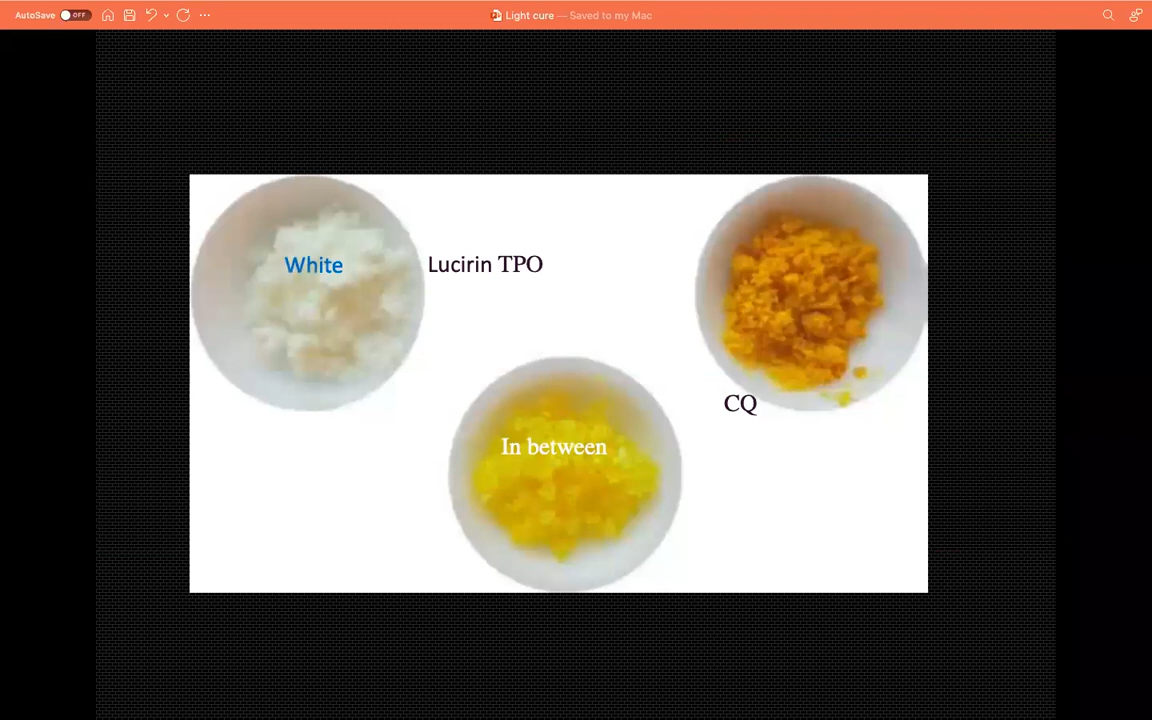 AutoSave OFF
Light cure — Saved to my Mac
White
Lucirin TPO
CQ
In between